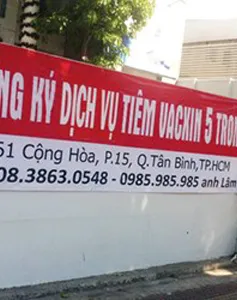 NG KÝ DỊCH VỤ TIÊM VACKIN 5 TRON
51 Cộng Hòa, P.15, Q.Tân Bình,TP.HCM
08.3863.0548 - 0985.985.985 anh Lâm